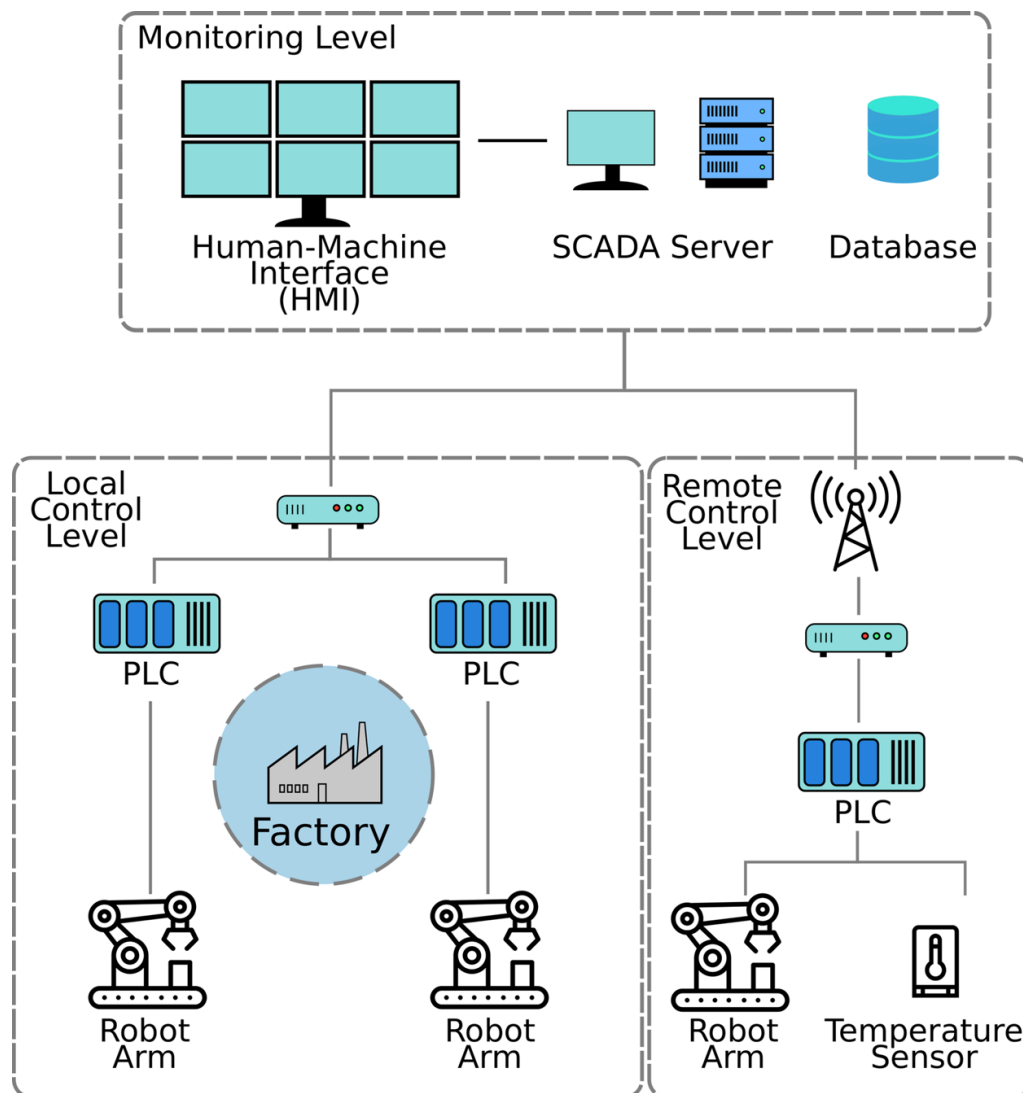 Monitoring Level
Human-Machine
Interface
(HMI)
SCADA Server
Database
Local
Control
Level
PLC
PLC
Factory
Robot
Arm
Robot
Arm
Remote
Control
Level
PLC
Robot
Arm
Temperature
Sensor